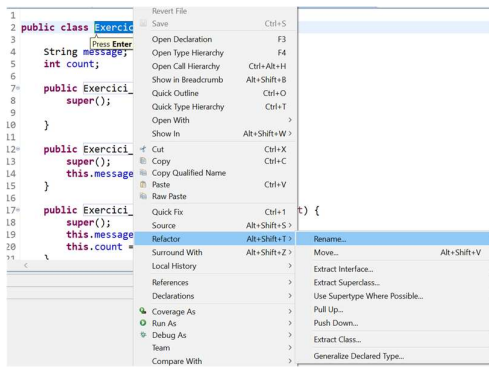 1
2 public class Exercic
3
Press Enter
4 String message;
5 int count;
6
7 public Exercici_
8 super();
9
10 }
11
12 public Exercici_
13 super();
14 this.message
15 }
16
17 public Exercici_ t) {
18 super();
19 this.message
20 this.count =
21 }
Revert File
Save Ctrl+S
Open Declaration F3
Open Type Hierarchy F4
Open Call Hierarchy Ctrl+Alt+H
Show in Breadcrumb Alt+Shift+B
Quick Outline Ctrl+O
Quick Type Hierarchy Ctrl+T
Open With >
Show In Alt+Shift+W >
Cut Ctrl+X
Copy Ctrl+C
Copy Qualified Name
Paste Ctrl+V
Raw Paste
Quick Fix Ctrl+1
Source Alt+Shift+S >
Refactor Alt+Shift+T >
Surround With Alt+Shift+Z >
Local History >
References >
Declarations >
Coverage As >
Run As >
Debug As >
Team >
Compare With >
Rename...
Move... Alt+Shift+V
Extract Interface...
Extract Superclass...
Use Supertype Where Possible...
Pull Up...
Push Down...
Extract Class...
Generalize Declared Type...